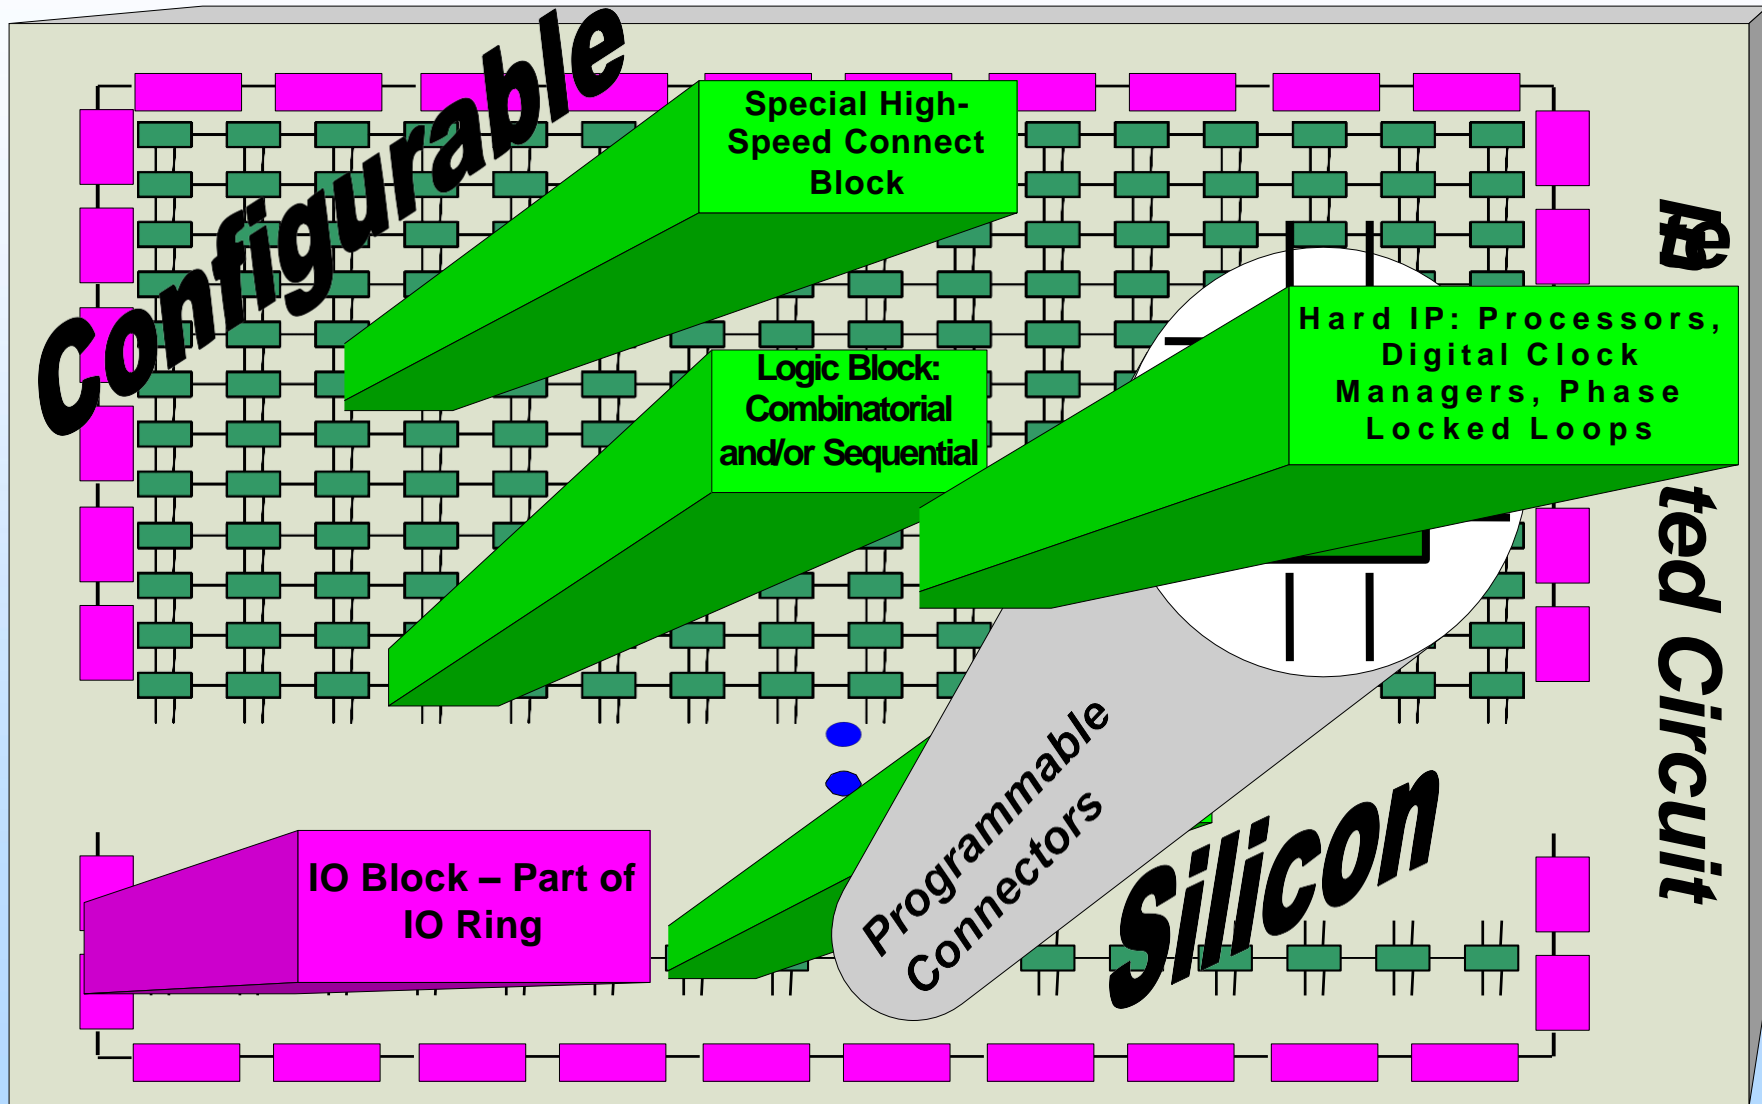 Configurable
Special High-
Speed Connect
Block
Logic Block:
Combinatorial
and/or Sequential
Hard IP: Processors,
Digital Clock
Managers, Phase
Locked Loops
ted Circuit
Programmable
Connectors
Silicon
IO Block – Part of
IO Ring